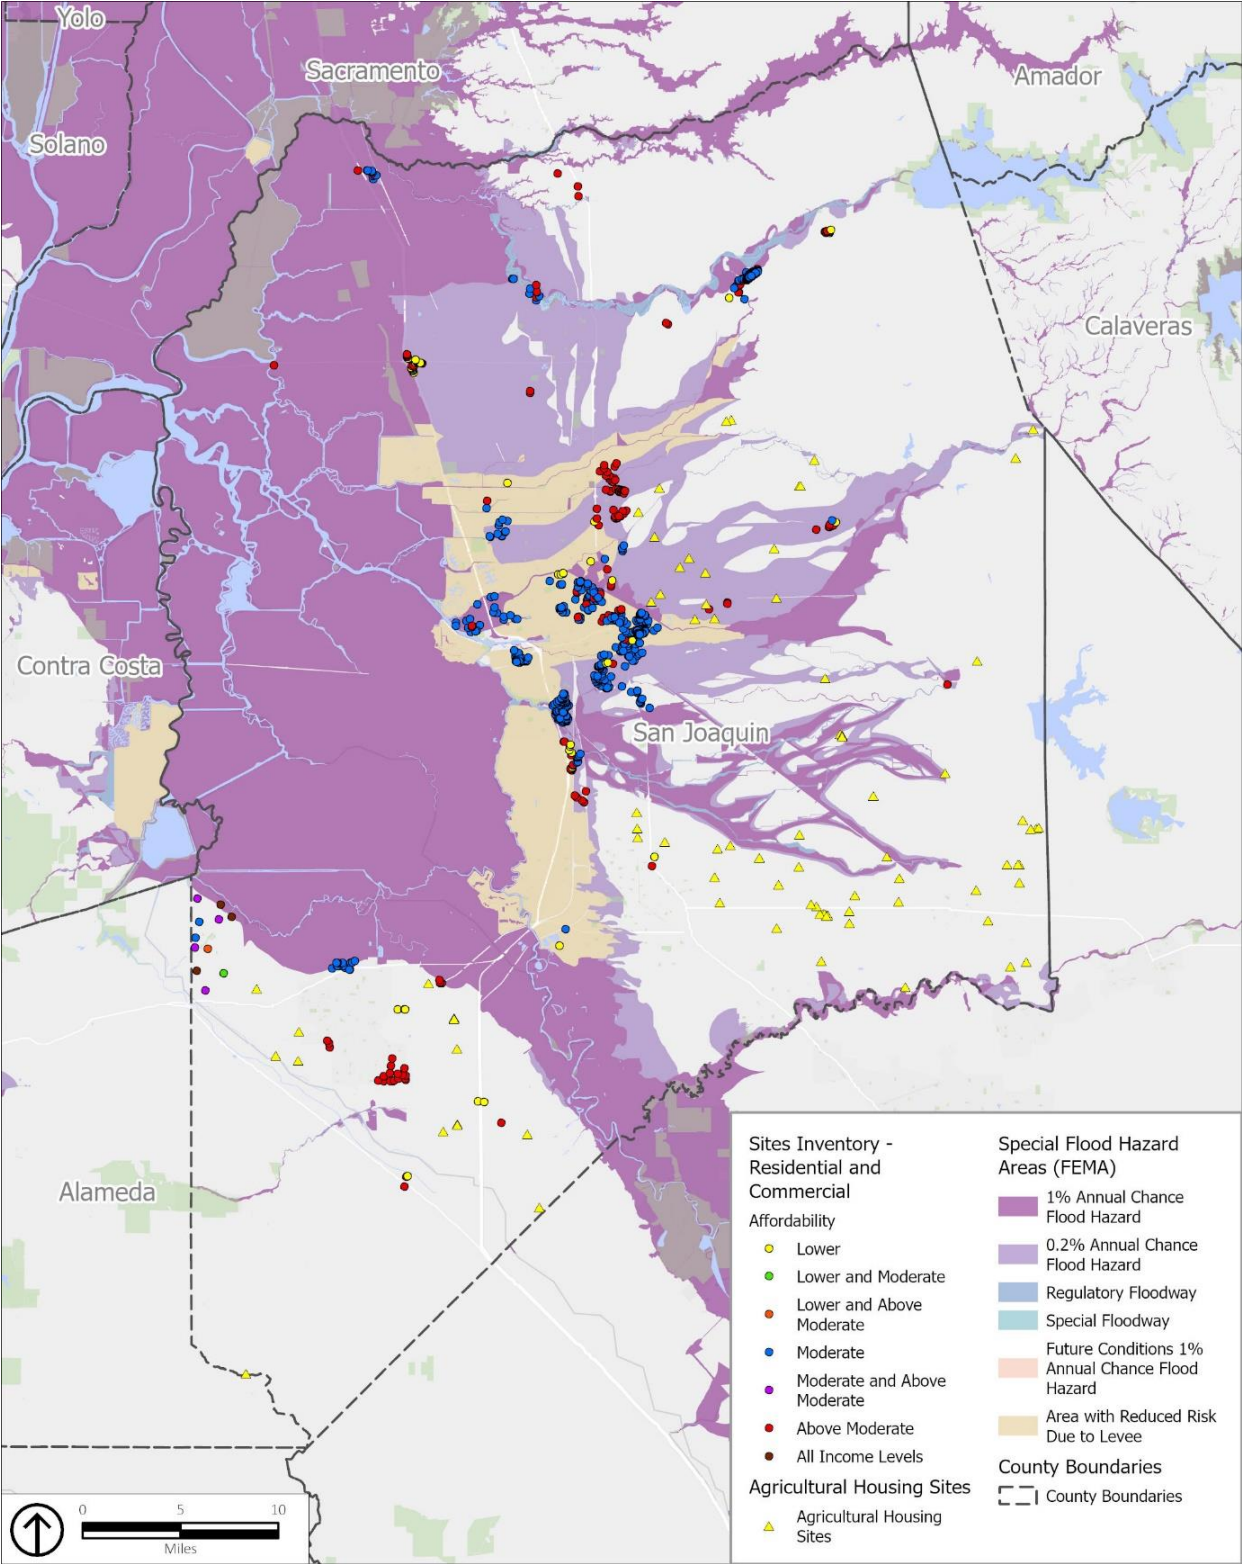 Yolo
Sacramento
Amador
Solano
Calaveras
Contra Costa
San Joaquin
Alameda
Sites Inventory -
Residential and
Commercial
Affordability
Lower
Lower and Moderate
Lower and Above
Moderate
Moderate
Moderate and Above
Moderate
Above Moderate
All Income Levels
Agricultural Housing Sites
Agricultural Housing
Sites
Special Flood Hazard
Areas (FEMA)
1% Annual Chance
Flood Hazard
0.2% Annual Chance
Flood Hazard
Regulatory Floodway
Special Floodway
Future Conditions 1%
Annual Chance Flood
Hazard
Area with Reduced Risk
Due to Levee
County Boundaries
County Boundaries
0 5 10
Miles